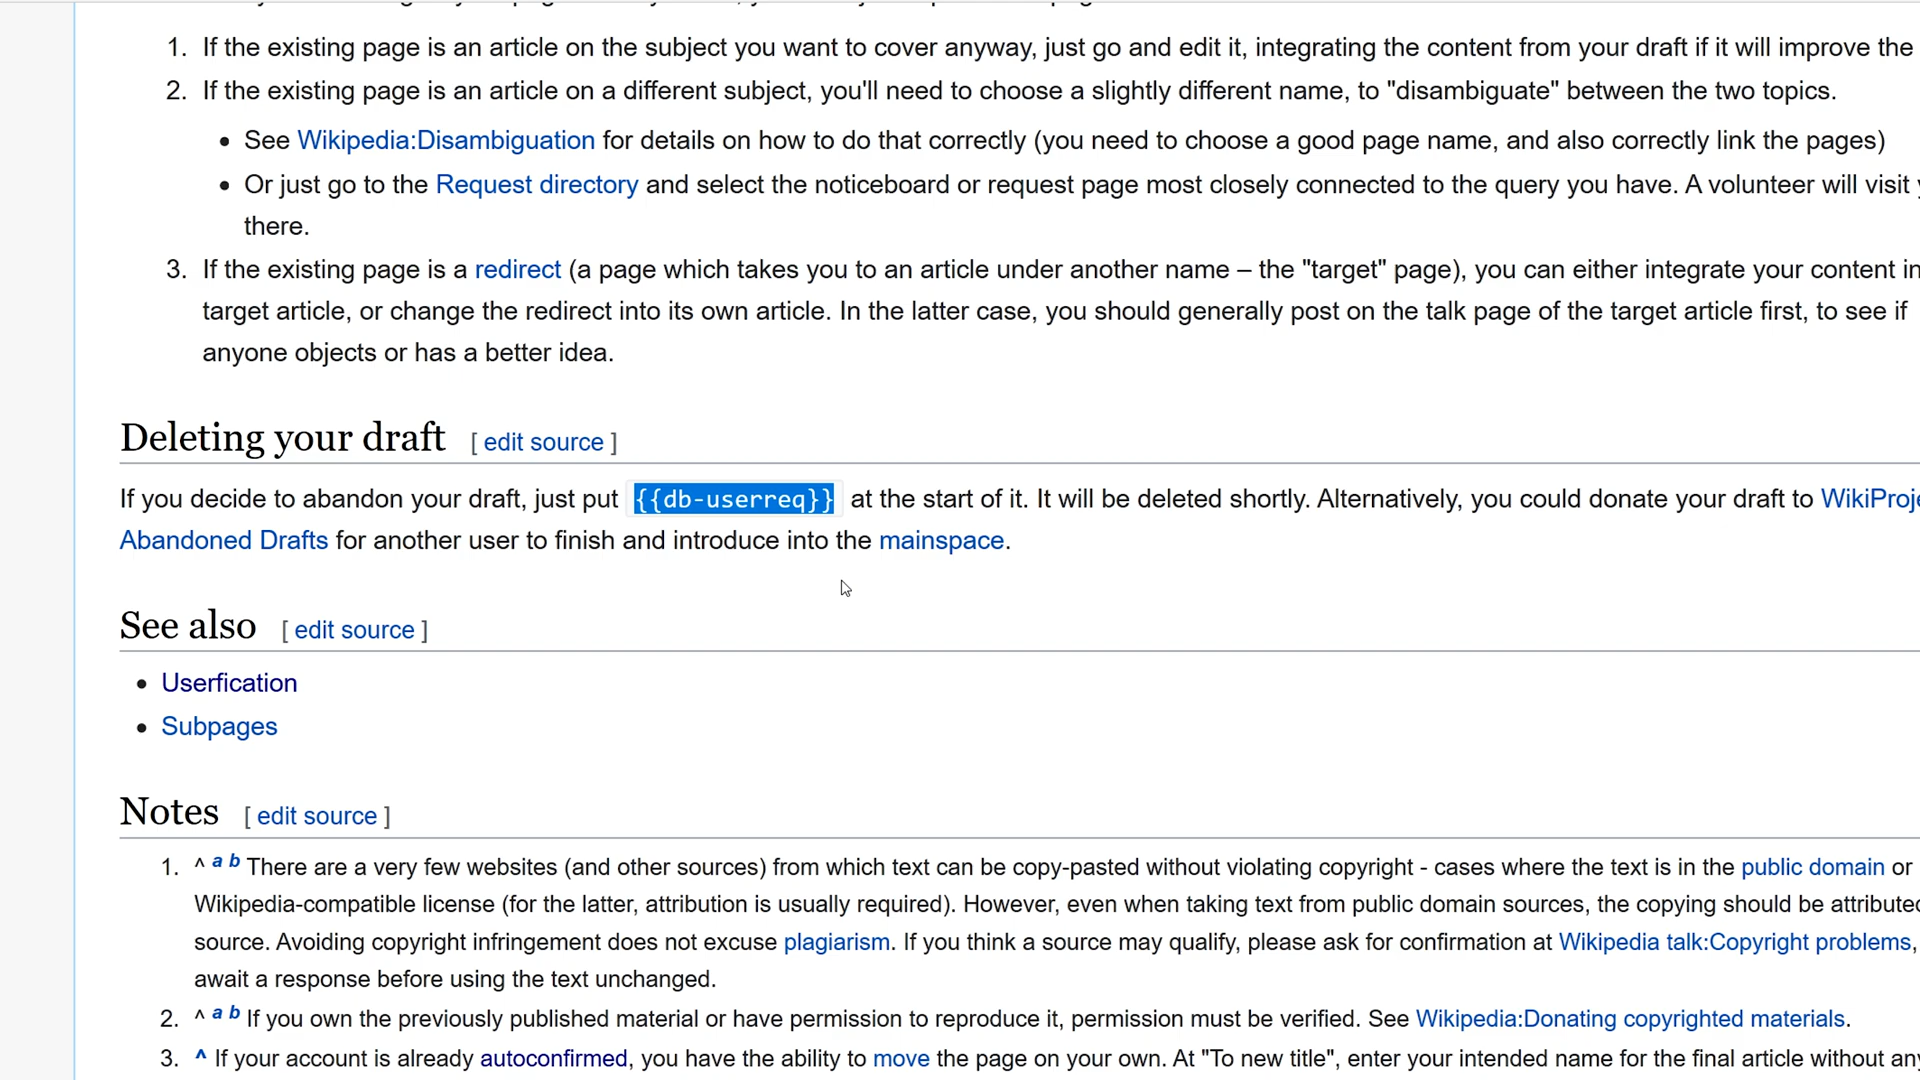 1. If the existing page is an article on the subject you want to cover anyway, just go and edit it, integrating the content from your draft if it will improve the
2. If the existing page is an article on a different subject, you'll need to choose a slightly different name, to "disambiguate" between the two topics.
• See Wikipedia:Disambiguation for details on how to do that correctly (you need to choose a good page name, and also correctly link the pages)
• Or just go to the Request directory and select the noticeboard or request page most closely connected to the query you have. A volunteer will visit
there.
3. If the existing page is a redirect (a page which takes you to an article under another name – the "target" page), you can either integrate your content in
target article, or change the redirect into its own article. In the latter case, you should generally post on the talk page of the target article first, to see if
anyone objects or has a better idea.
Deleting your draft [ edit source ]
If you decide to abandon your draft, just put {{db-userreq}} at the start of it. It will be deleted shortly. Alternatively, you could donate your draft to WikiProje
Abandoned Drafts for another user to finish and introduce into the mainspace.
See also [ edit source ]
• Userfication
• Subpages
Notes [ edit source ]
1. ^ a b There are a very few websites (and other sources) from which text can be copy-pasted without violating copyright - cases where the text is in the public domain or
Wikipedia-compatible license (for the latter, attribution is usually required). However, even when taking text from public domain sources, the copying should be attributed
source. Avoiding copyright infringement does not excuse plagiarism. If you think a source may qualify, please ask for confirmation at Wikipedia talk:Copyright problems,
await a response before using the text unchanged.
2. ^ a b If you own the previously published material or have permission to reproduce it, permission must be verified. See Wikipedia:Donating copyrighted materials.
3. ^ If your account is already autoconfirmed, you have the ability to move the page on your own. At "To new title", enter your intended name for the final article without any